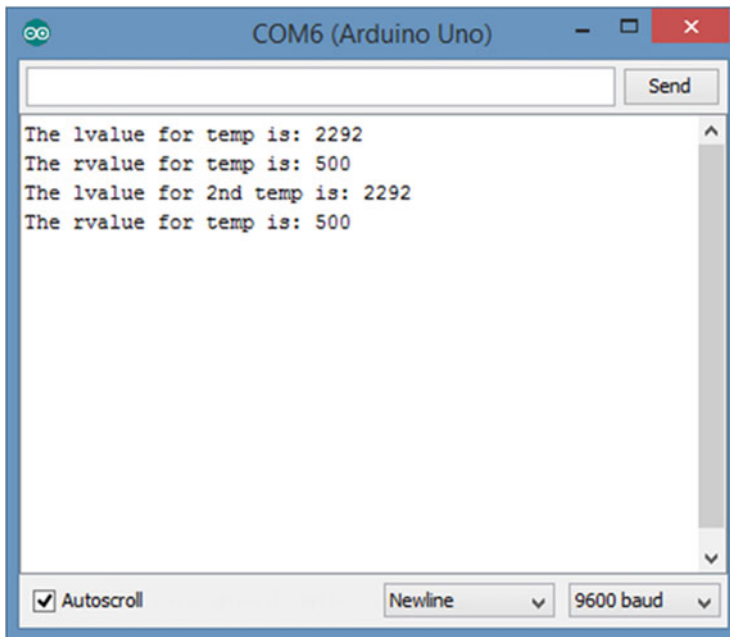 COM6 (Arduino Uno)
Send
The lvalue for temp is: 2292
The rvalue for temp is: 500
The lvalue for 2nd temp is: 2292
The rvalue for temp is: 500
Autoscroll
Newline
9600 baud